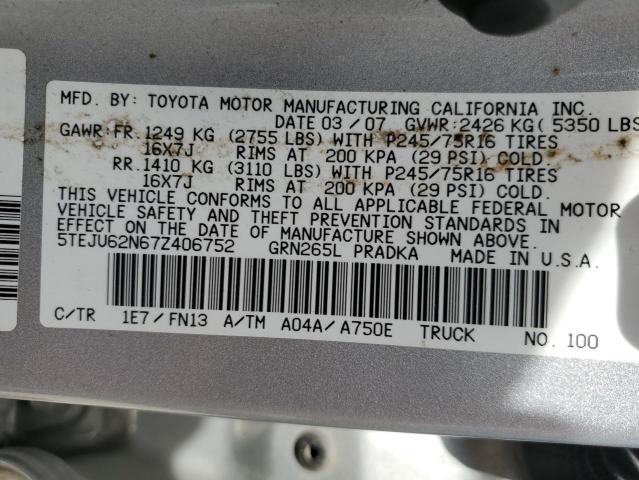 MFD. BY: TOYOTA MOTOR MANUFACTURING CALIFORNIA INC.
DATE 03 / 07 GVWR: 2426 KG( 5350 LBS
GAWR: FR. 1249 KG (2755 LBS) WITH P245/75R16 TIRES
16X7J RIMS AT 200 KPA (29 PSI) COLD.
RR. 1410 KG (3110 LBS) WITH P245/75R16 TIRES
16X7J RIMS AT 200 KPA (29 PSI) COLD.
THIS VEHICLE CONFORMS TO ALL APPLICABLE FEDERAL MOTOR
VEHICLE SAFETY AND THEFT PREVENTION STANDARDS IN
EFFECT ON THE DATE OF MANUFACTURE SHOWN ABOVE.
5TEJU62N67Z406752 GRN265L PRADKA MADE IN U.S.A.
C/TR 1E7 / FN13 A/TM A04A / A750E TRUCK NO. 100